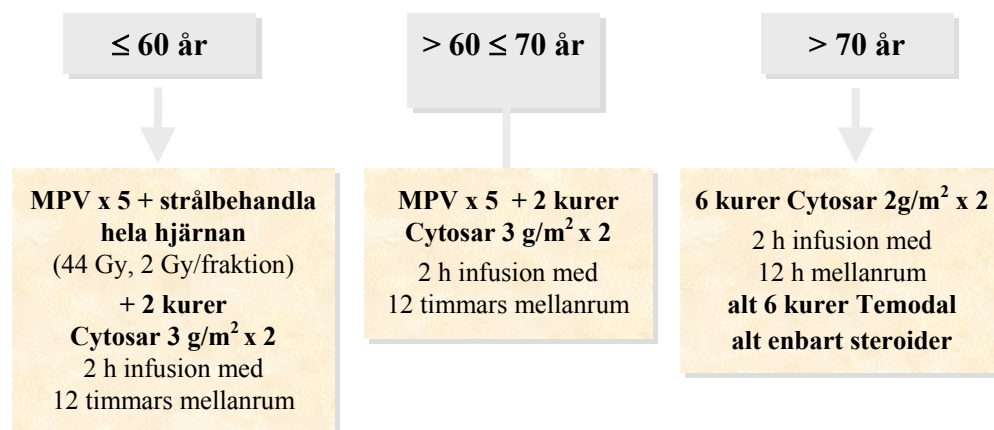 ≤ 60 år
MPV x 5 + strålbehandla
hela hjärnan
(44 Gy, 2 Gy/fraktion)
+ 2 kurer
Cytosar 3 g/m² x 2
2 h infusion med
12 timmars mellanrum
> 60 ≤ 70 år
MPV x 5 + 2 kurer
Cytosar 3 g/m² x 2
2 h infusion med
12 timmars mellanrum
> 70 år
6 kurer Cytosar 2g/m² x 2
2 h infusion med
12 h mellanrum
alt 6 kurer Temodal
alt enbart steroider